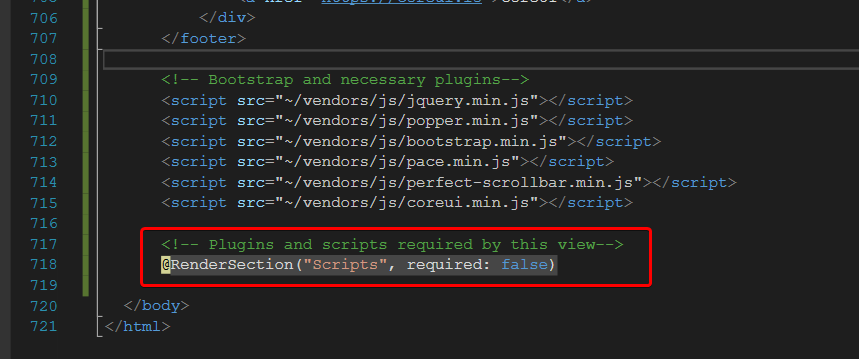 706 </div>
707 </footer>
708
709 <!-- Bootstrap and necessary plugins-->
710 <script src="~/vendors/js/jquery.min.js"></script>
711 <script src="~/vendors/js/popper.min.js"></script>
712 <script src="~/vendors/js/bootstrap.min.js"></script>
713 <script src="~/vendors/js/pace.min.js"></script>
714 <script src="~/vendors/js/perfect-scrollbar.min.js"></script>
715 <script src="~/vendors/js/coreui.min.js"></script>
716
717 <!-- Plugins and scripts required by this view-->
718 @RenderSection("Scripts", required: false)
719
720 </body>
721 </html>